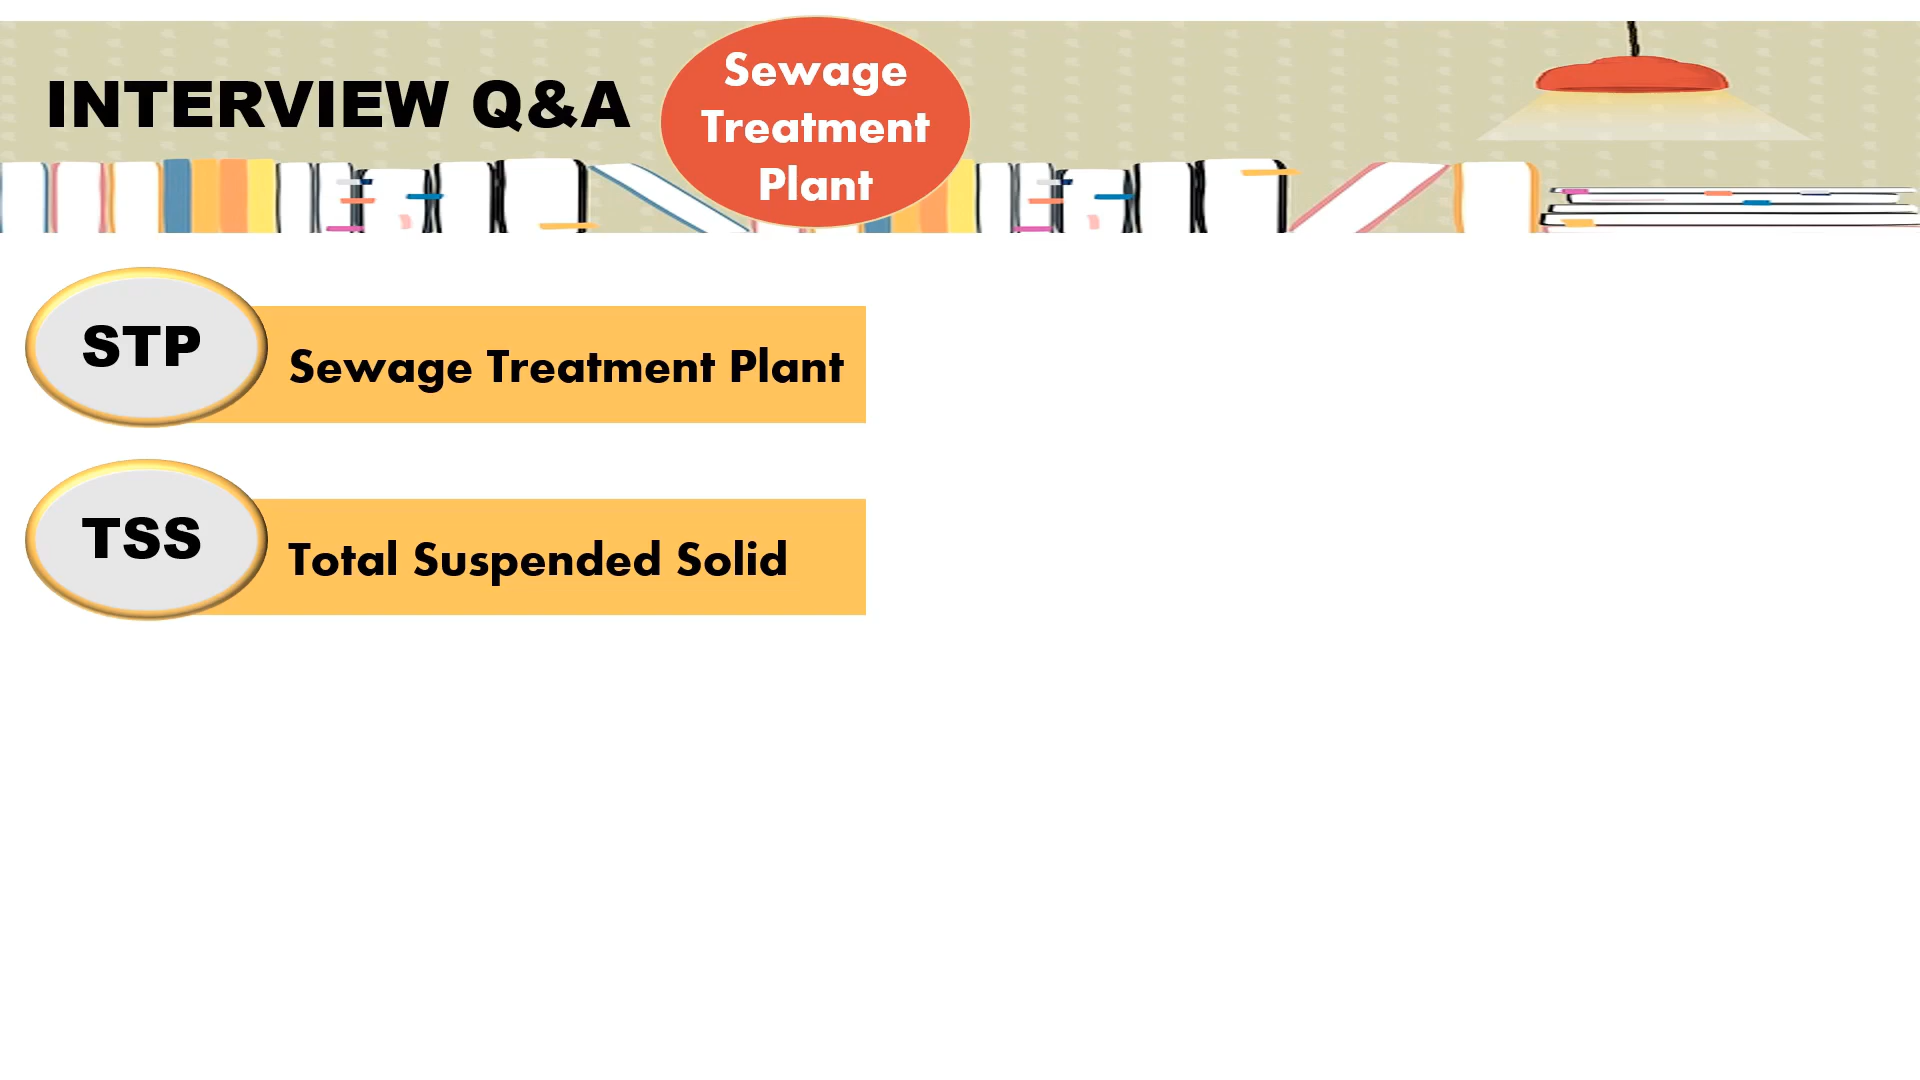 INTERVIEW Q&A
Sewage
Treatment
Plant
STP
Sewage Treatment Plant
TSS
Total Suspended Solid